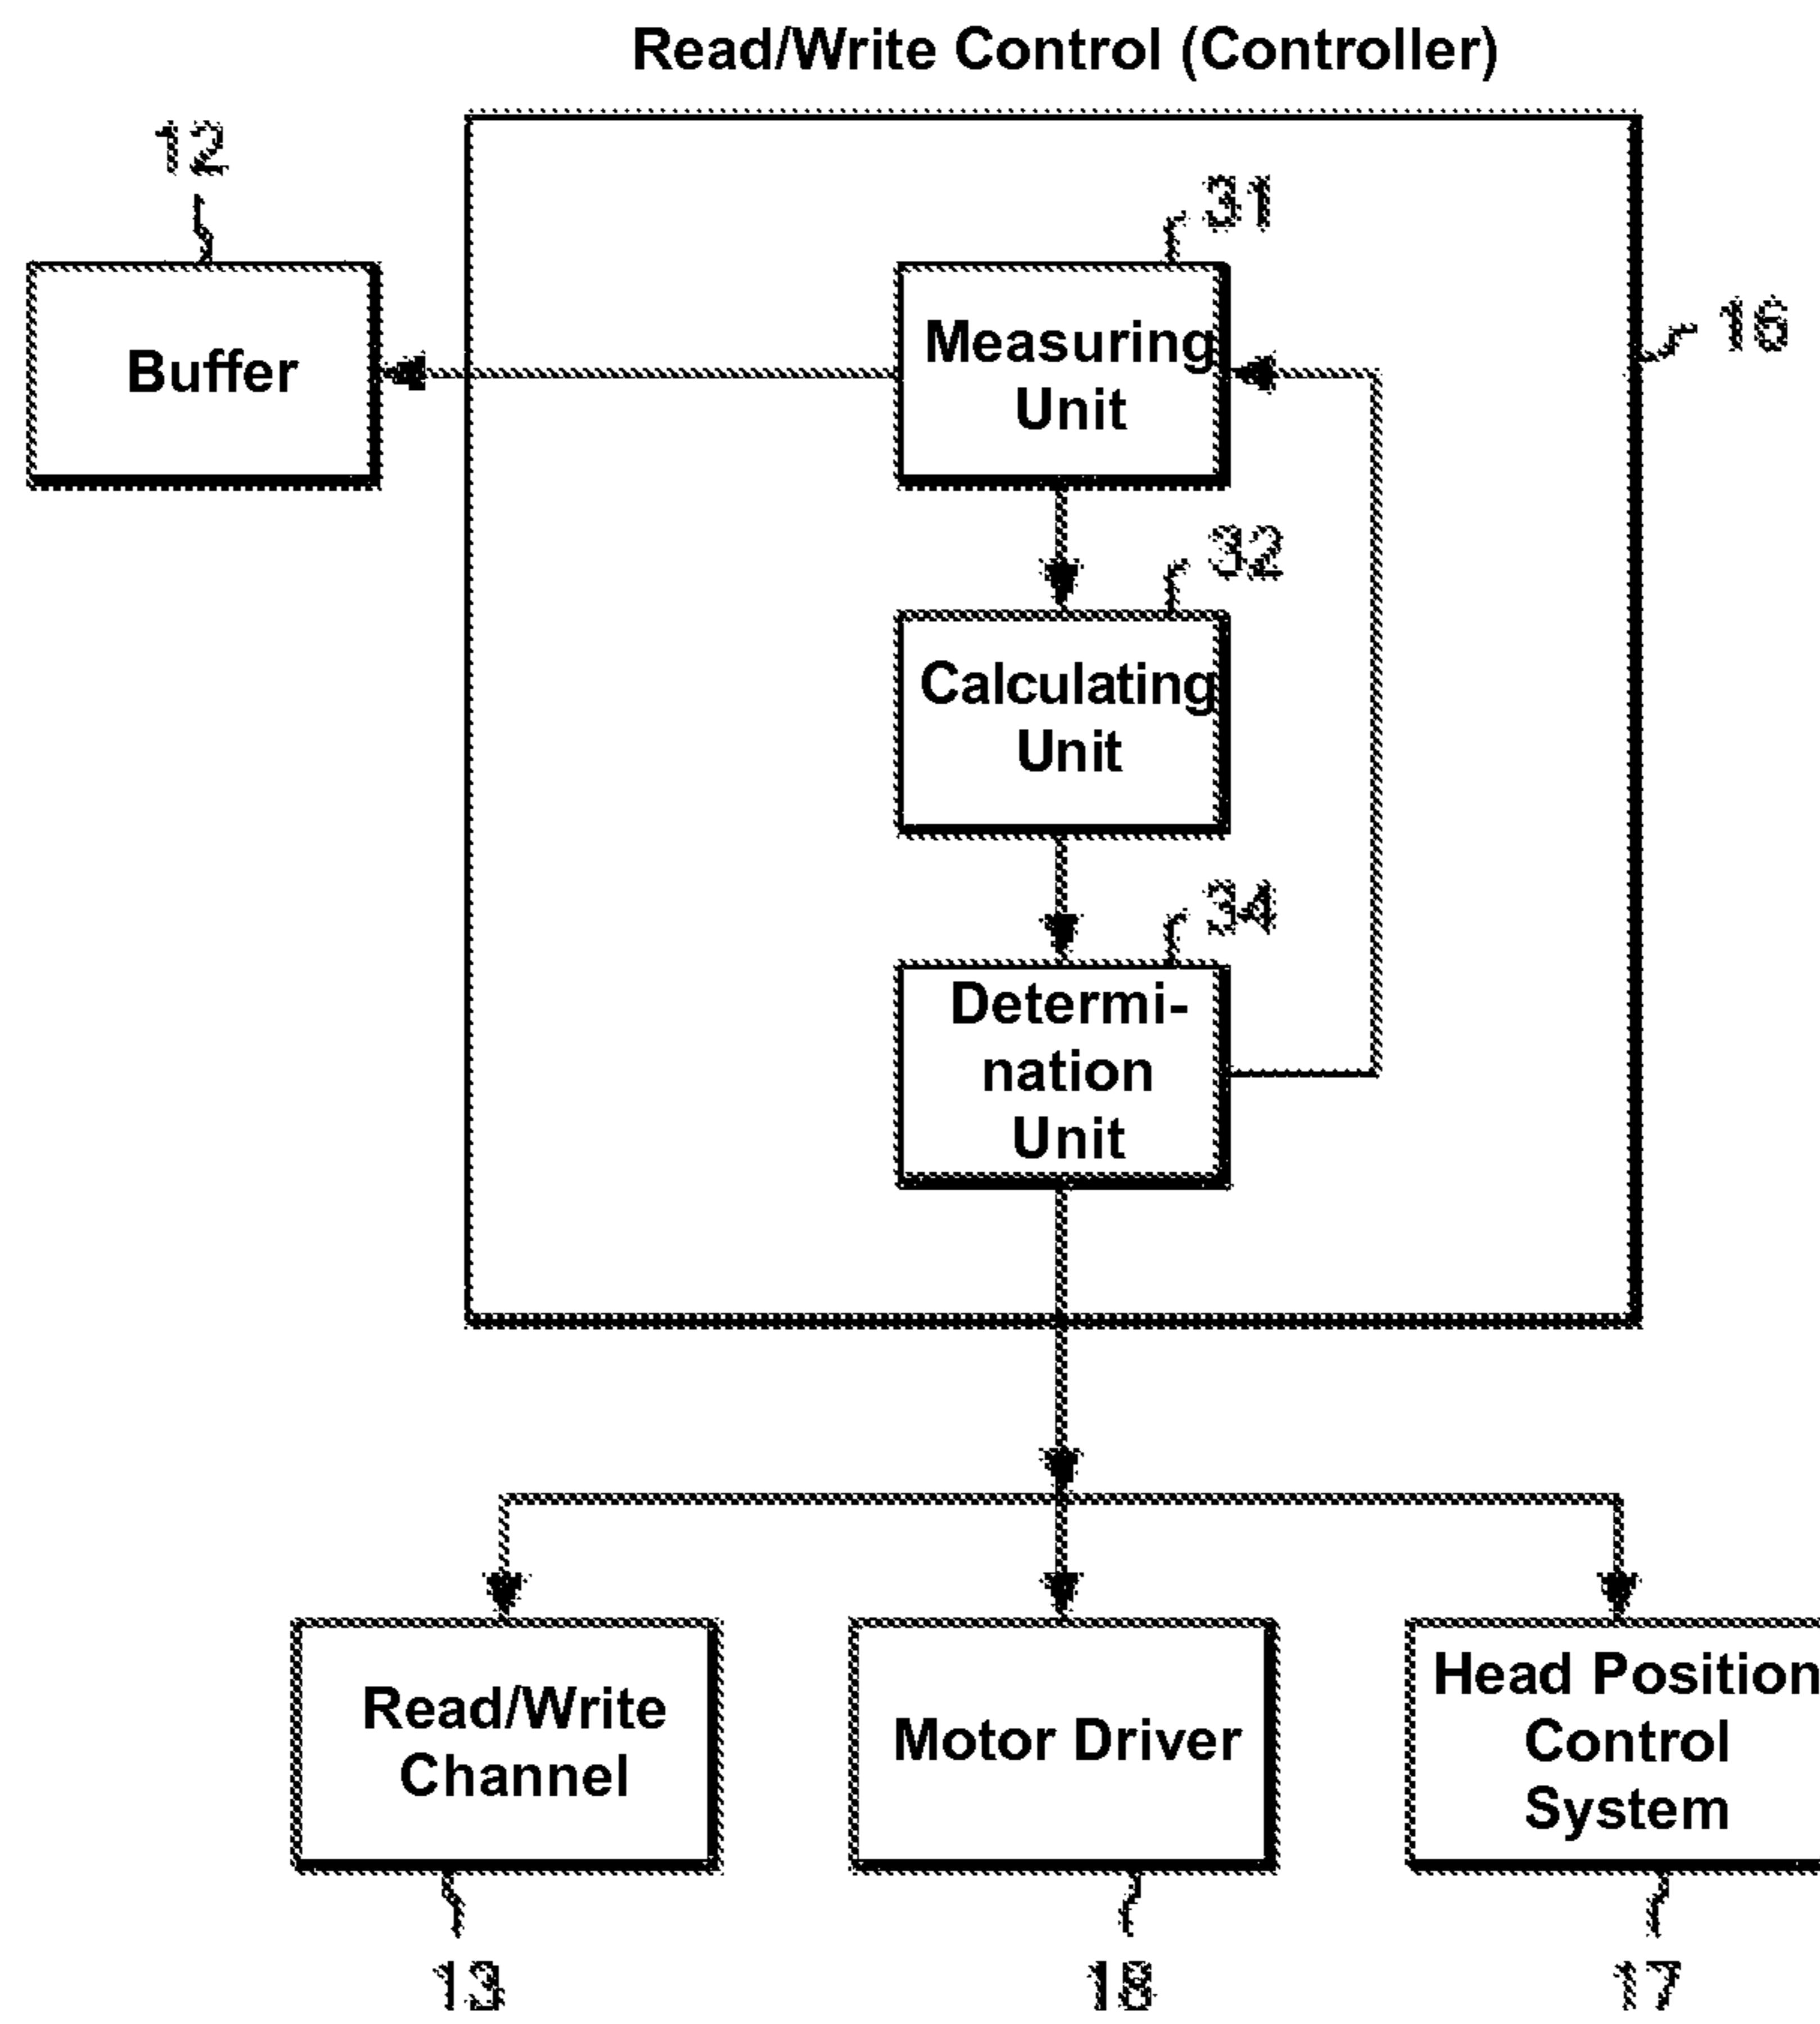 Read/Write Control (Controller)
12
31
16
Buffer
Measuring
Unit
32
Calculating
Unit
34
Determi-
nation
Unit
Read/Write
Channel
Motor Driver
Head Position
Control
System
13
18
17